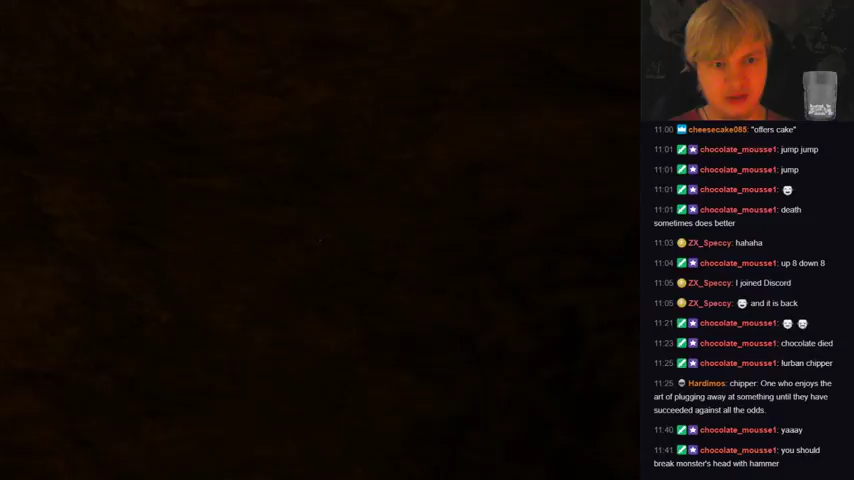 11:00 cheesecake085: "offers cake"
11:01 chocolate_mousse1: jump jump
11:01 chocolate_mousse1: jump
11:01 chocolate_mousse1:
11:01 chocolate_mousse1: death
sometimes does better
11:03 ZX_Speccy: hahaha
11:04 chocolate_mousse1: up 8 down 8
11:05 ZX_Speccy: I joined Discord
11:05 ZX_Speccy: and it is back
11:21 chocolate_mousse1:
11:23 chocolate_mousse1: chocolate died
11:25 chocolate_mousse1: !urban chipper
11:25 Hardimos: chipper: One who enjoys the
art of plugging away at something until they have
succeeded against all the odds.
11:40 chocolate_mousse1: yaaay
11:41 chocolate_mousse1: you should
break monster's head with hammer